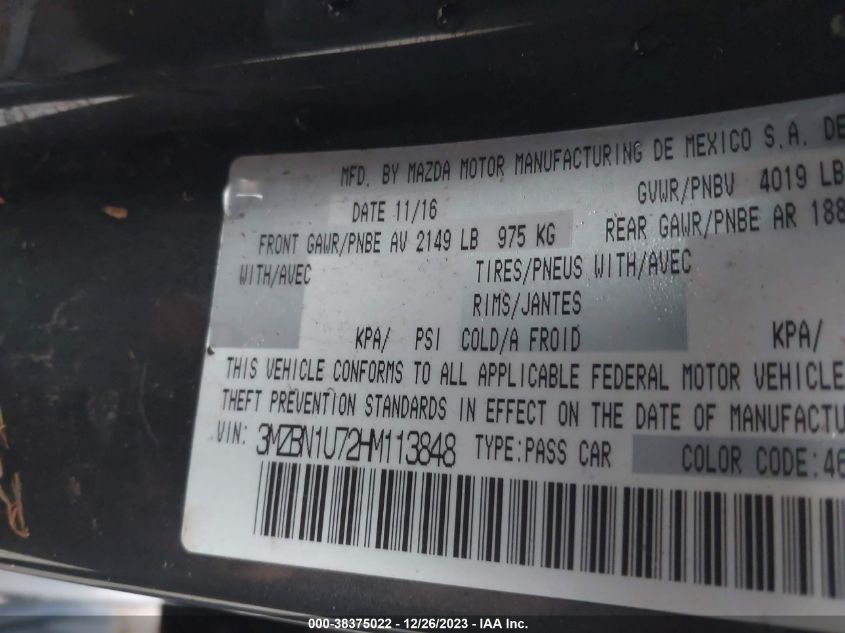 MFD. BY MAZDA MOTOR MANUFACTURING DE MEXICO S.A. DE
DATE 11/16 GVWR/PNBV 4019 LB
FRONT GAWR/PNBE AV 2149 LB 975 KG REAR GAWR/PNBE AR 188
WITH/AVEC TIRES/PNEUS WITH/AVEC
RIMS/JANTES
KPA/ PSI COLD/A FROID KPA/
THIS VEHICLE CONFORMS TO ALL APPLICABLE FEDERAL MOTOR VEHICLE
THEFT PREVENTION STANDARDS IN EFFECT ON THE DATE OF MANUFACTU
VIN: 3MZBN1U72HM113848 TYPE:PASS CAR COLOR CODE:46
000-38375022 - 12/26/2023 - IAA Inc.